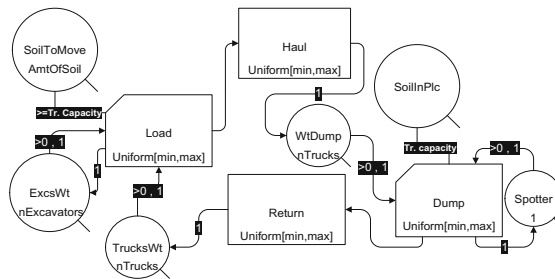 SoilToMove
AmtOfSoil
>=Tr. Capacity
>0 , 1
Load
Uniform[min,max]
1
ExcsWt
nExcavators
>0 , 1
TrucksWt
nTrucks
Haul
Uniform[min,max]
1
WtDump
nTrucks
>0 , 1
SoilInPlc
Tr. capacity
>0 , 1
Dump
Uniform[min,max]
Spotter
1
1
Return
Uniform[min,max]
1